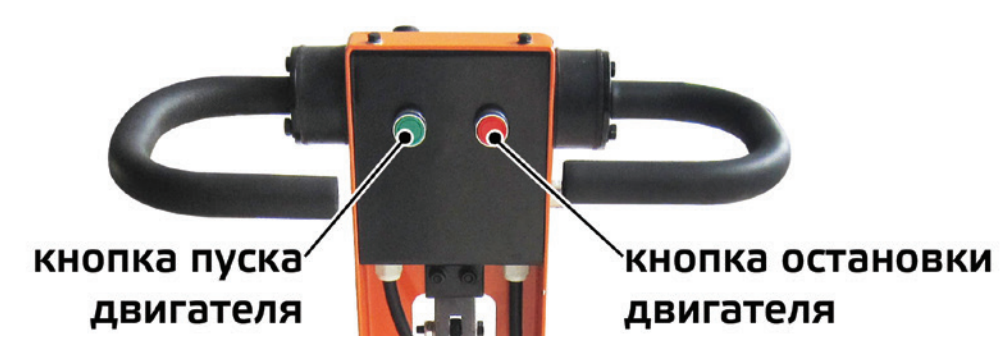 кнопка пуска
двигателя
кнопка остановки
двигателя